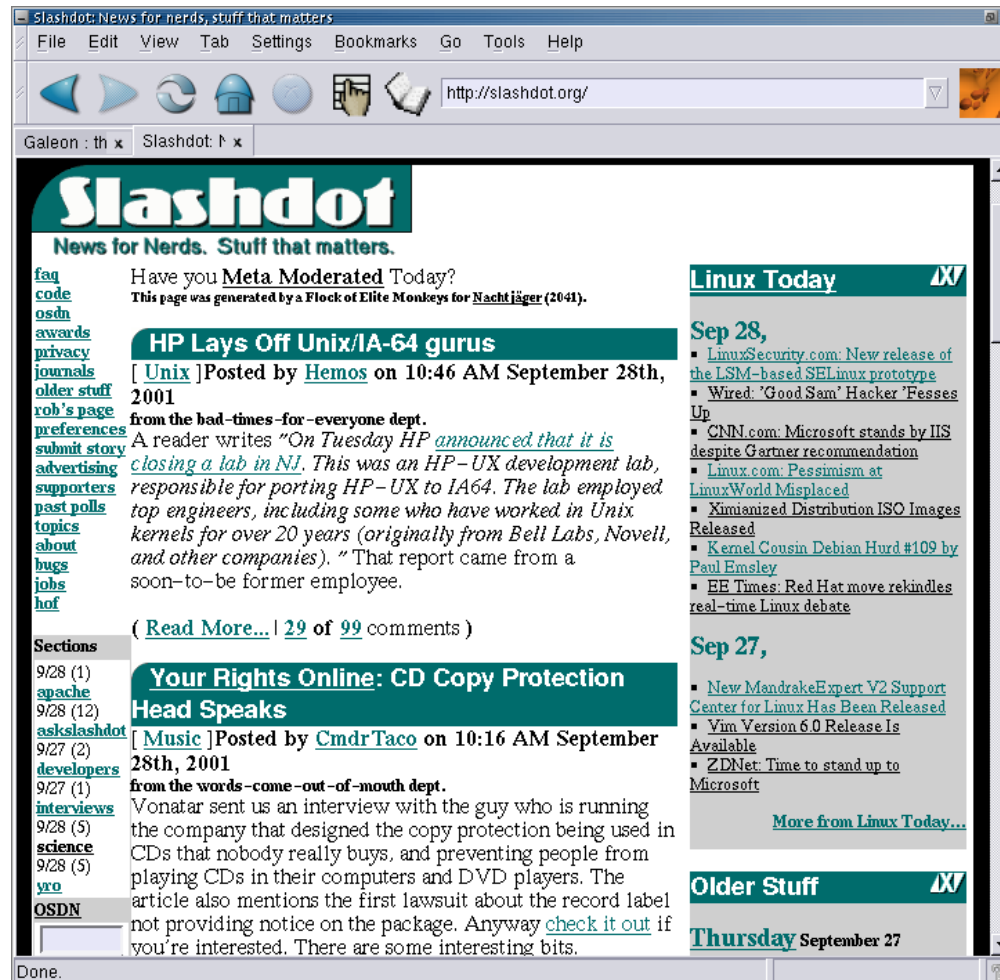 Slashdot: News for nerds, stuff that matters
File Edit View Tab Settings Bookmarks Go Tools Help
http://slashdot.org/
Galeon : th x Slashdot: N x
Slashdot
News for Nerds. Stuff that matters.
faq
code
osdn
awards
privacy
journals
older stuff
rob's page
preferences
submit story
advertising
supporters
past polls
topics
about
bugs
jobs
hof
Sections
9/28 (1)
apache
9/28 (12)
askslashdot
9/27 (2)
developers
9/27 (1)
interviews
9/28 (5)
science
9/28 (5)
yro
OSDN
Have you Meta Moderated Today?
This page was generated by a Flock of Elite Monkeys for Nachtjäger (2041).
HP Lays Off Unix/IA-64 gurus
[ Unix ]Posted by Hemos on 10:46 AM September 28th,
2001
from the bad-times-for-everyone dept.
A reader writes "On Tuesday HP announced that it is
closing a lab in NJ. This was an HP-UX development lab,
responsible for porting HP-UX to IA64. The lab employed
top engineers, including some who have worked in Unix
kernels for over 20 years (originally from Bell Labs, Novell,
and other companies). " That report came from a
soon-to-be former employee.
( Read More... | 29 of 99 comments )
Your Rights Online: CD Copy Protection
Head Speaks
[ Music ]Posted by CmdrTaco on 10:16 AM September
28th, 2001
from the words-come-out-of-mouth dept.
Vonatar sent us an interview with the guy who is running
the company that designed the copy protection being used in
CDs that nobody really buys, and preventing people from
playing CDs in their computers and DVD players. The
article also mentions the first lawsuit about the record label
not providing notice on the package. Anyway check it out if
you're interested. There are some interesting bits.
Linux Today X
Sep 28,
▪ LinuxSecurity.com: New release of
the LSM-based SELinux prototype
▪ Wired: 'Good Sam' Hacker 'Fesses
Up
▪ CNN.com: Microsoft stands by IIS
despite Gartner recommendation
▪ Linux.com: Pessimism at
LinuxWorld Misplaced
▪ Ximianized Distribution ISO Images
Released
▪ Kernel Cousin Debian Hurd #109 by
Paul Emsley
▪ EE Times: Red Hat move rekindles
real-time Linux debate
Sep 27,
▪ New MandrakeExpert V2 Support
Center for Linux Has Been Released
▪ Vim Version 6.0 Release Is
Available
▪ ZDNet: Time to stand up to
Microsoft
More from Linux Today...
Older Stuff X
Thursday September 27
Done.